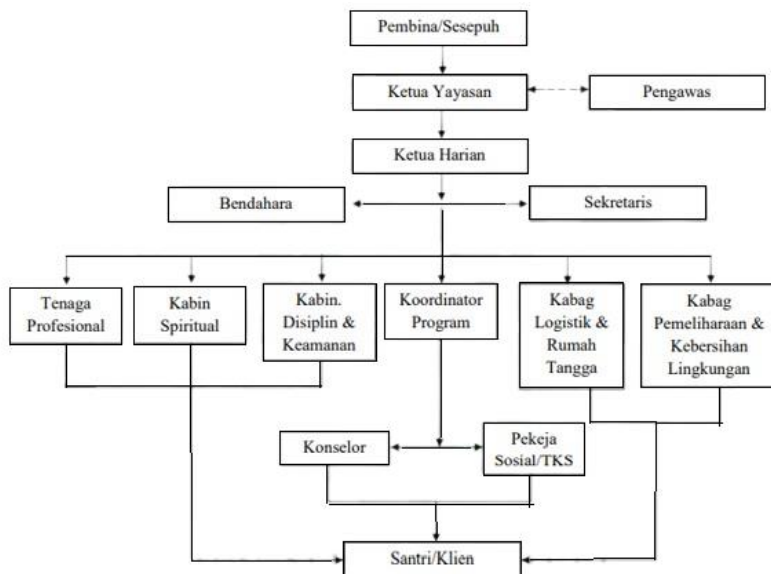 Pembina/Sesepuh
Ketua Yayasan
Pengawas
Ketua Harian
Bendahara
Sekretaris
Tenaga
Profesional
Kabin
Spiritual
Kabin.
Disiplin &
Keamanan
Koordinator
Program
Kabag
Logistik &
Rumah
Tangga
Kabag
Pemeliharaan &
Kebersihan
Lingkungan
Konselor
Pekeja
Sosial/TKS
Santri/Klien